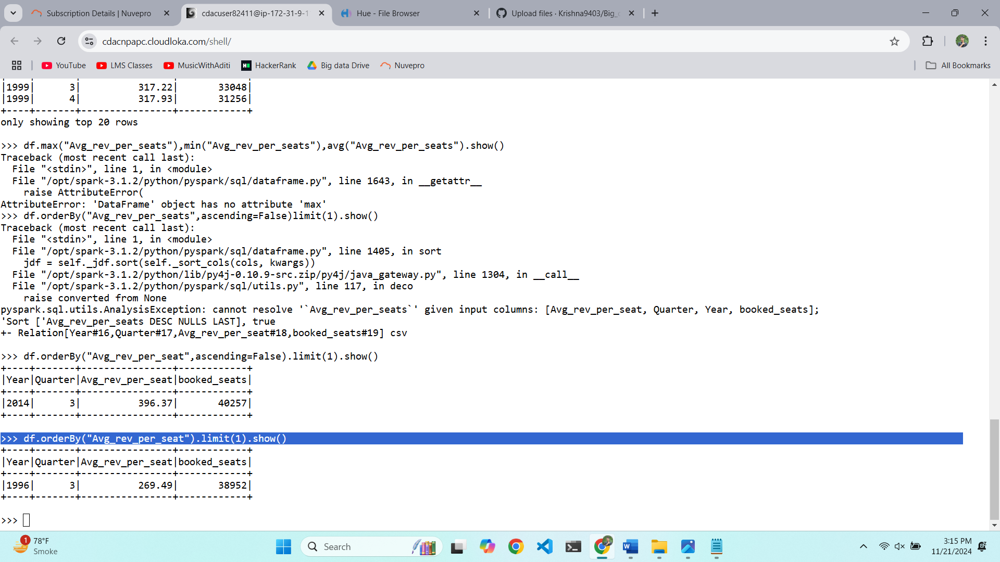 Subscription Details | Nuvepro
cdacuser82411@ip-172-31-9-1
Hue - File Browser
Upload files · Krishna9403/Big_c
cdacnpapc.cloudloka.com/shell/
YouTube
LMS Classes
MusicWithAditi
HackerRank
Big data Drive
Nuvepro
All Bookmarks
|1999|      3|          317.22|       33048|
|1999|      4|          317.93|       31256|
+----+-------+----------------+------------+
only showing top 20 rows
>>> df.max("Avg_rev_per_seats"),min("Avg_rev_per_seats"),avg("Avg_rev_per_seats").show()
Traceback (most recent call last):
  File "<stdin>", line 1, in <module>
  File "/opt/spark-3.1.2/python/pyspark/sql/dataframe.py", line 1643, in __getattr__
    raise AttributeError(
AttributeError: 'DataFrame' object has no attribute 'max'
>>> df.orderBy("Avg_rev_per_seats",ascending=False)limit(1).show()
Traceback (most recent call last):
  File "<stdin>", line 1, in <module>
  File "/opt/spark-3.1.2/python/pyspark/sql/dataframe.py", line 1405, in sort
    jdf = self._jdf.sort(self._sort_cols(cols, kwargs))
  File "/opt/spark-3.1.2/python/lib/py4j-0.10.9-src.zip/py4j/java_gateway.py", line 1304, in __call__
  File "/opt/spark-3.1.2/python/pyspark/sql/utils.py", line 117, in deco
    raise converted from None
pyspark.sql.utils.AnalysisException: cannot resolve '`Avg_rev_per_seats`' given input columns: [Avg_rev_per_seat, Quarter, Year, booked_seats];
'Sort ['Avg_rev_per_seats DESC NULLS LAST], true
+- Relation[Year#16,Quarter#17,Avg_rev_per_seat#18,booked_seats#19] csv
>>> df.orderBy("Avg_rev_per_seat",ascending=False).limit(1).show()
+----+-------+----------------+------------+
|Year|Quarter|Avg_rev_per_seat|booked_seats|
+----+-------+----------------+------------+
|2014|      3|          396.37|       40257|
+----+-------+----------------+------------+
>>> df.orderBy("Avg_rev_per_seat").limit(1).show()
+----+-------+----------------+------------+
|Year|Quarter|Avg_rev_per_seat|booked_seats|
+----+-------+----------------+------------+
|1996|      3|          269.49|       38952|
+----+-------+----------------+------------+
>>>
1
78°F
Smoke
Search
3:15 PM
11/21/2024